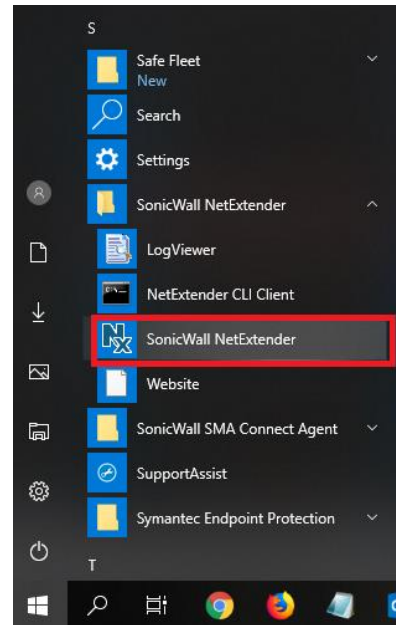 S
Safe Fleet
New
Search
Settings
SonicWall NetExtender
LogViewer
NetExtender CLI Client
SonicWall NetExtender
Website
SonicWall SMA Connect Agent
SupportAssist
Symantec Endpoint Protection
T